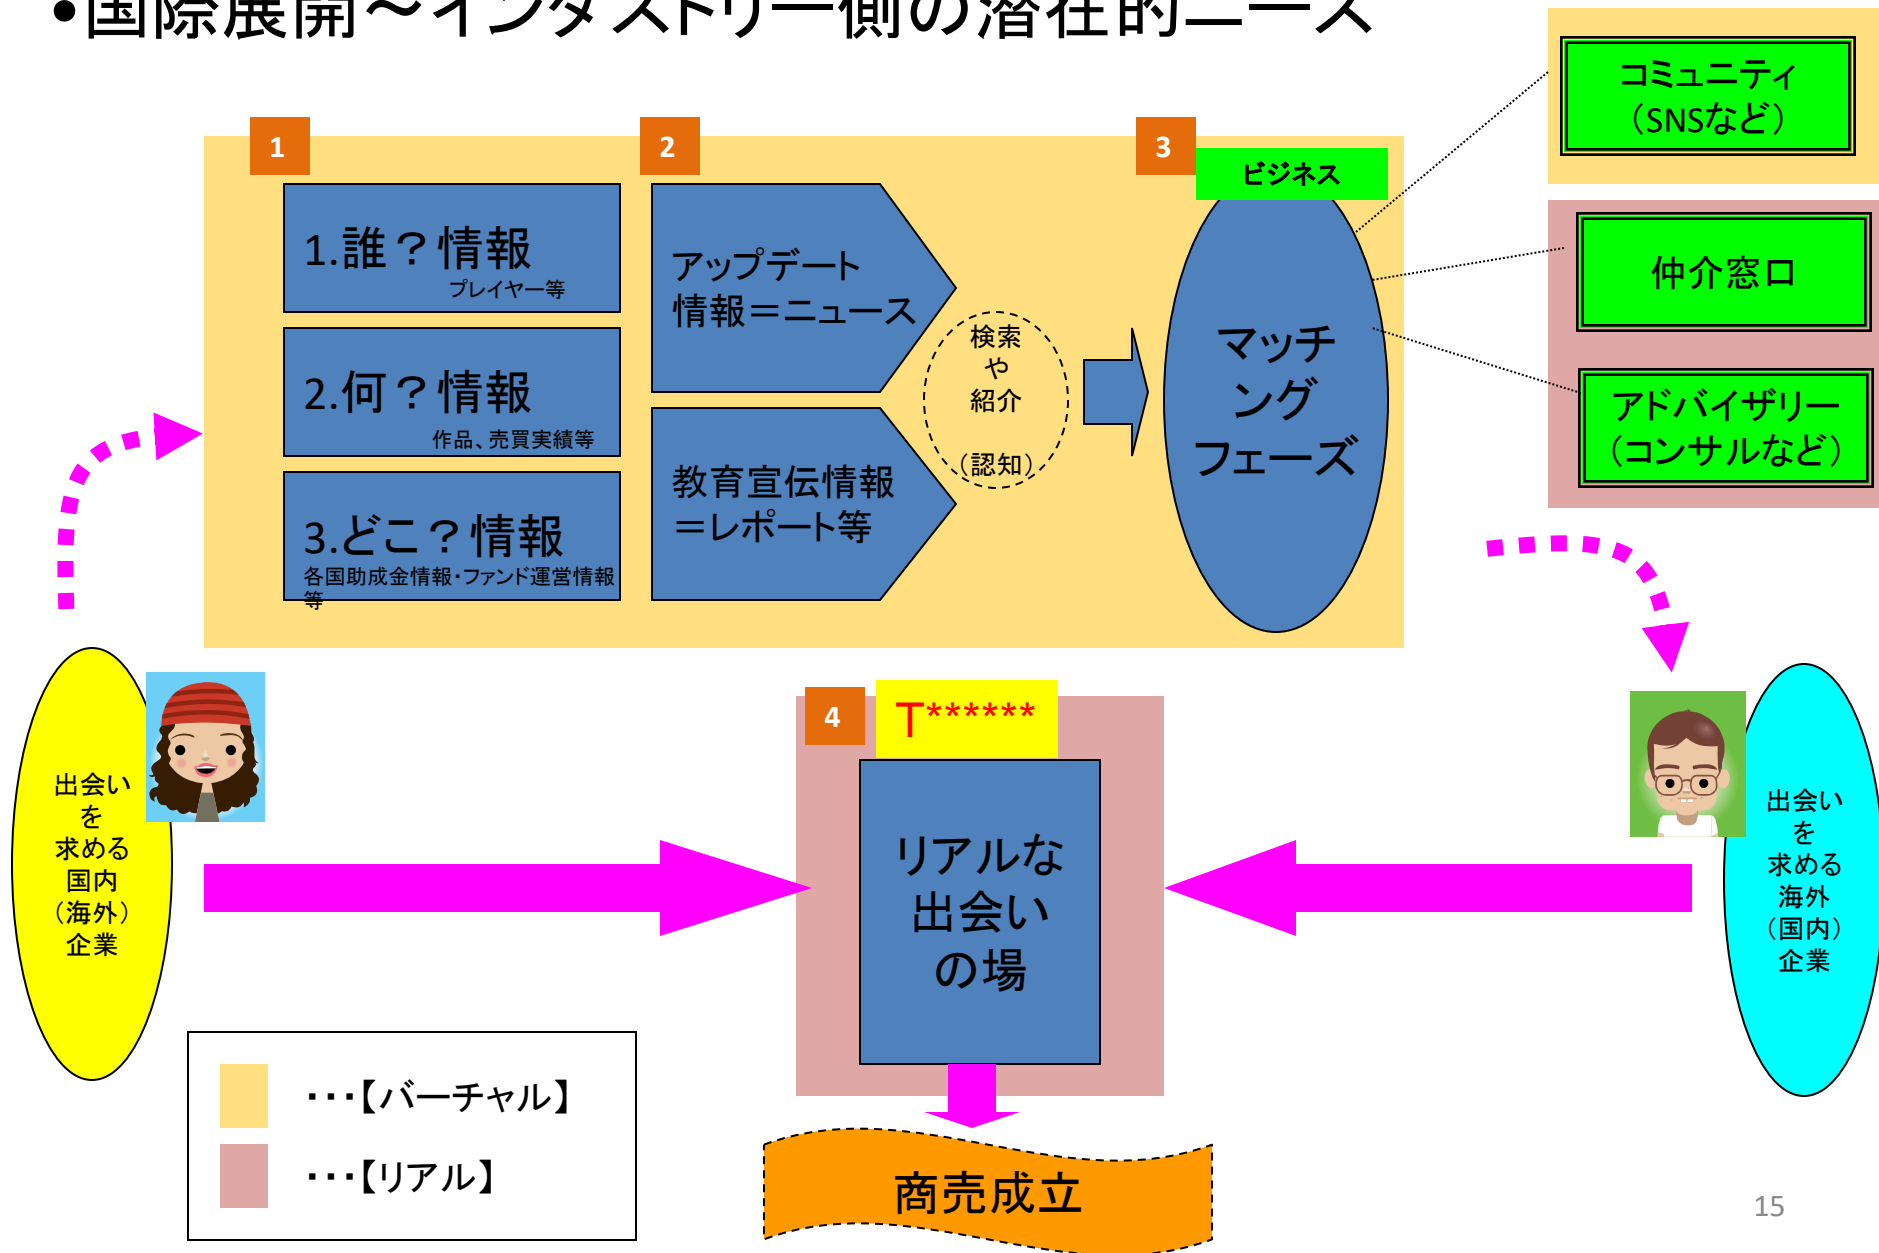 •国際展開～インダストリー側の潜在的ニーズ
コミュニティ
（SNSなど）
1
2
3
ビジネス
1.誰？情報
プレイヤー等
アップデート
情報＝ニュース
仲介窓口
検索
や
紹介
（認知）
マッチ
ング
フェーズ
2.何？情報
作品、売買実績等
アドバイザリー
（コンサルなど）
教育宣伝情報
＝レポート等
3.どこ？情報
各国助成金情報・ファンド運営情報
等
4
T******
出会い
を
求める
国内
（海外）
企業
リアルな
出会い
の場
出会い
を
求める
海外
（国内）
企業
･･･【バーチャル】
･･･【リアル】
商売成立
15